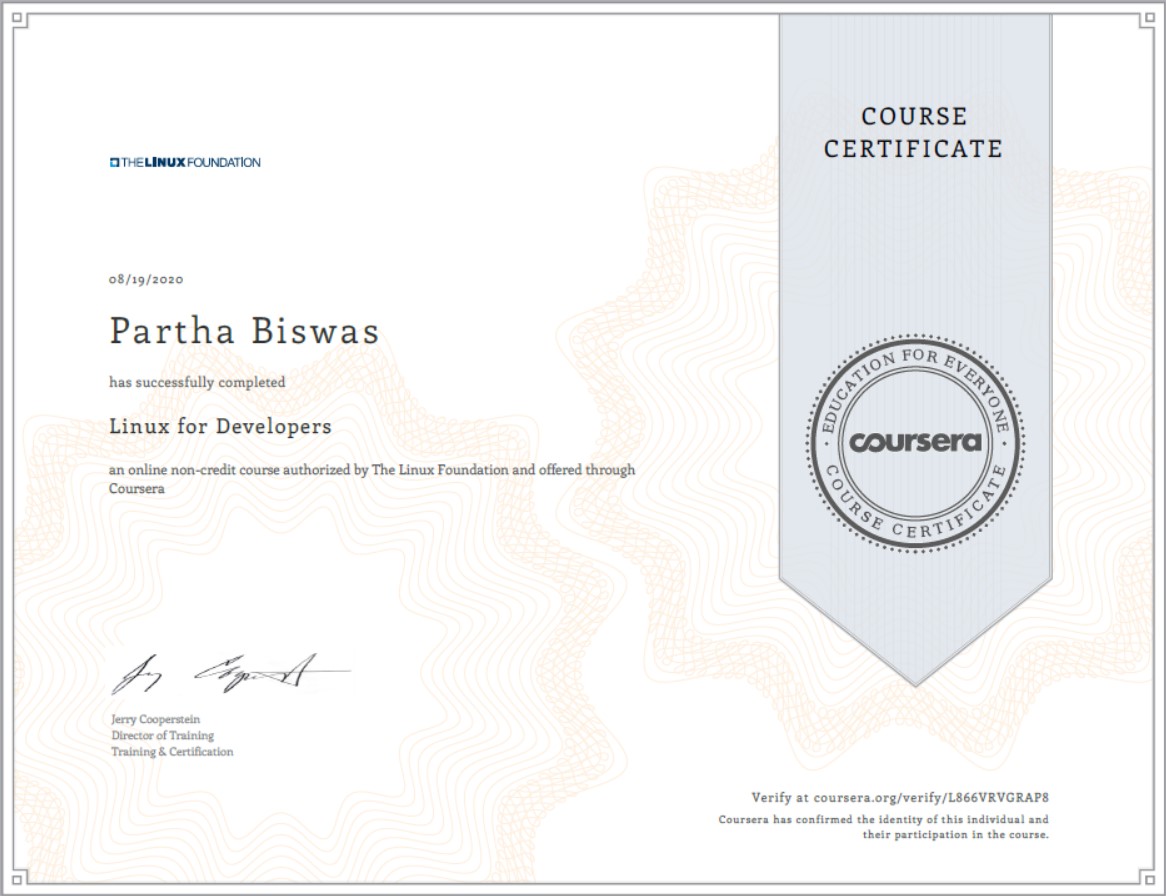 THE LINUX FOUNDATION
08/19/2020
Partha Biswas
has successfully completed
Linux for Developers
an online non-credit course authorized by The Linux Foundation and offered through
Coursera
Jerry Cooperstein
Director of Training
Training & Certification
COURSE
CERTIFICATE
EDUCATION FOR EVERYONE
coursera
COURSE CERTIFICATE
Verify at coursera.org/verify/L866VRVGRAP8
Coursera has confirmed the identity of this individual and
their participation in the course.